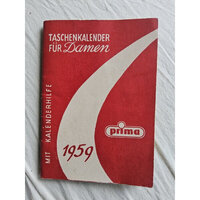 TASCHENKALENDER
FÜR Damen
MIT KALENDERHILFE
prima
1959